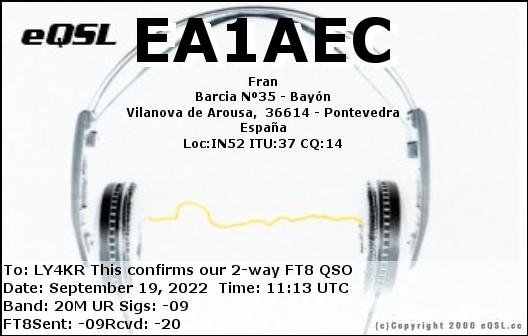 eQSL EA1AEC
Fran
Barcia Nº35 - Bayón
Vilanova de Arousa, 36614 - Pontevedra
España
Loc:IN52 ITU:37 CQ:14
To: LY4KR This confirms our 2-way FT8 QSO
Date: September 19, 2022 Time: 11:13 UTC
Band: 20M UR Sigs: -09
FT8Sent: -09Rcvd: -20
(c)Copyright 2000 eQSL.cc